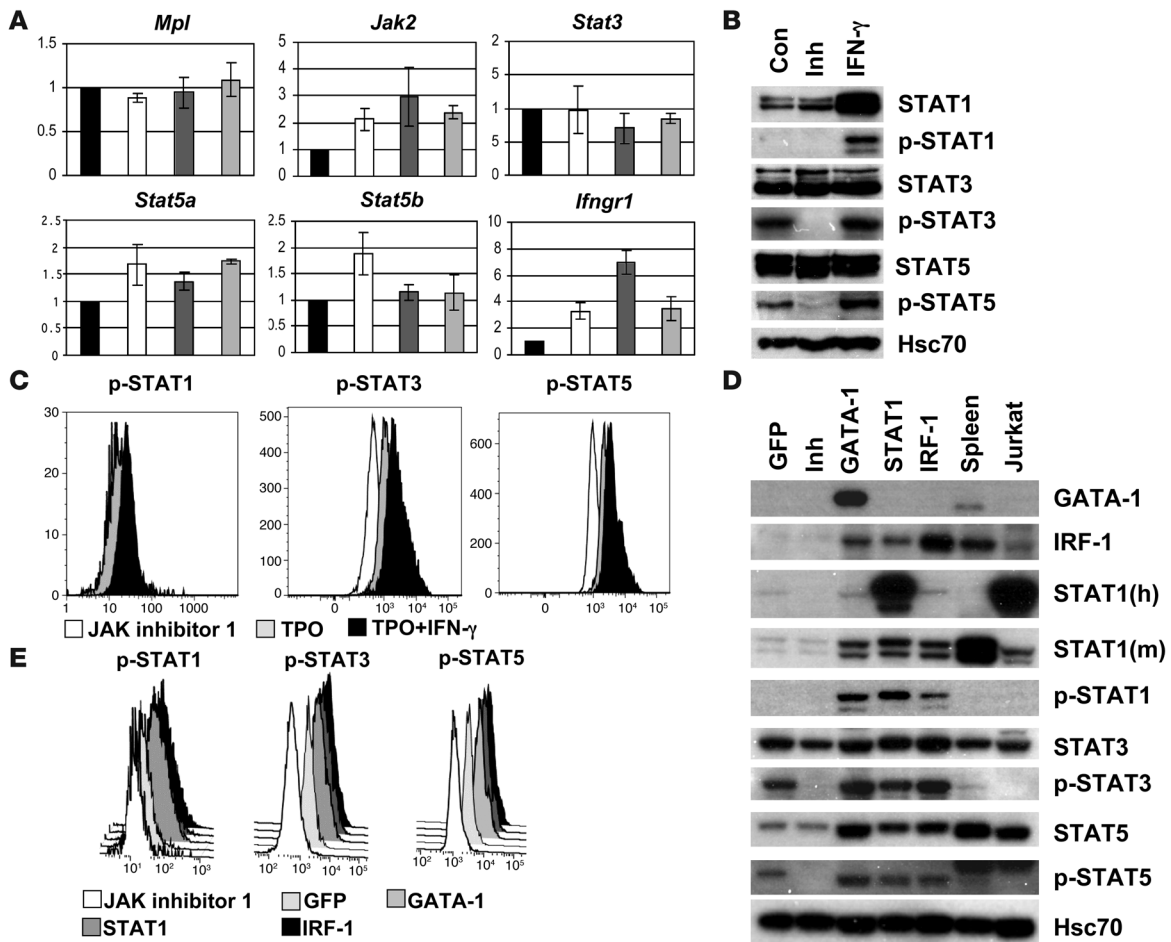 A
Mpl
1.5
1
0.5
0
Jak2
5
4
3
2
1
0
Stat3
2
5
1
5
0
Stat5a
2.5
2
1.5
1
0.5
0
Stat5b
2.5
2
1.5
1
0.5
0
Ifngr1
10
8
6
4
2
0
B
Con
Inh
IFN-γ
STAT1
p-STAT1
STAT3
p-STAT3
STAT5
p-STAT5
Hsc70
C
p-STAT1
30
20
10
0
1 10 100 1000
p-STAT3
500
400
300
200
100
0
0 10³ 10⁴ 10⁵
p-STAT5
600
400
200
0
0 10³ 10⁴ 10⁵
JAK inhibitor 1 TPO TPO+IFN-γ
D
GFP
Inh
GATA-1
STAT1
IRF-1
Spleen
Jurkat
GATA-1
IRF-1
STAT1(h)
STAT1(m)
p-STAT1
STAT3
p-STAT3
STAT5
p-STAT5
Hsc70
E
p-STAT1
10¹ 10² 10³
p-STAT3
10² 10³ 10⁴ 10⁵
p-STAT5
10² 10³ 10⁴ 10⁵
JAK inhibitor 1 GFP GATA-1
STAT1 IRF-1